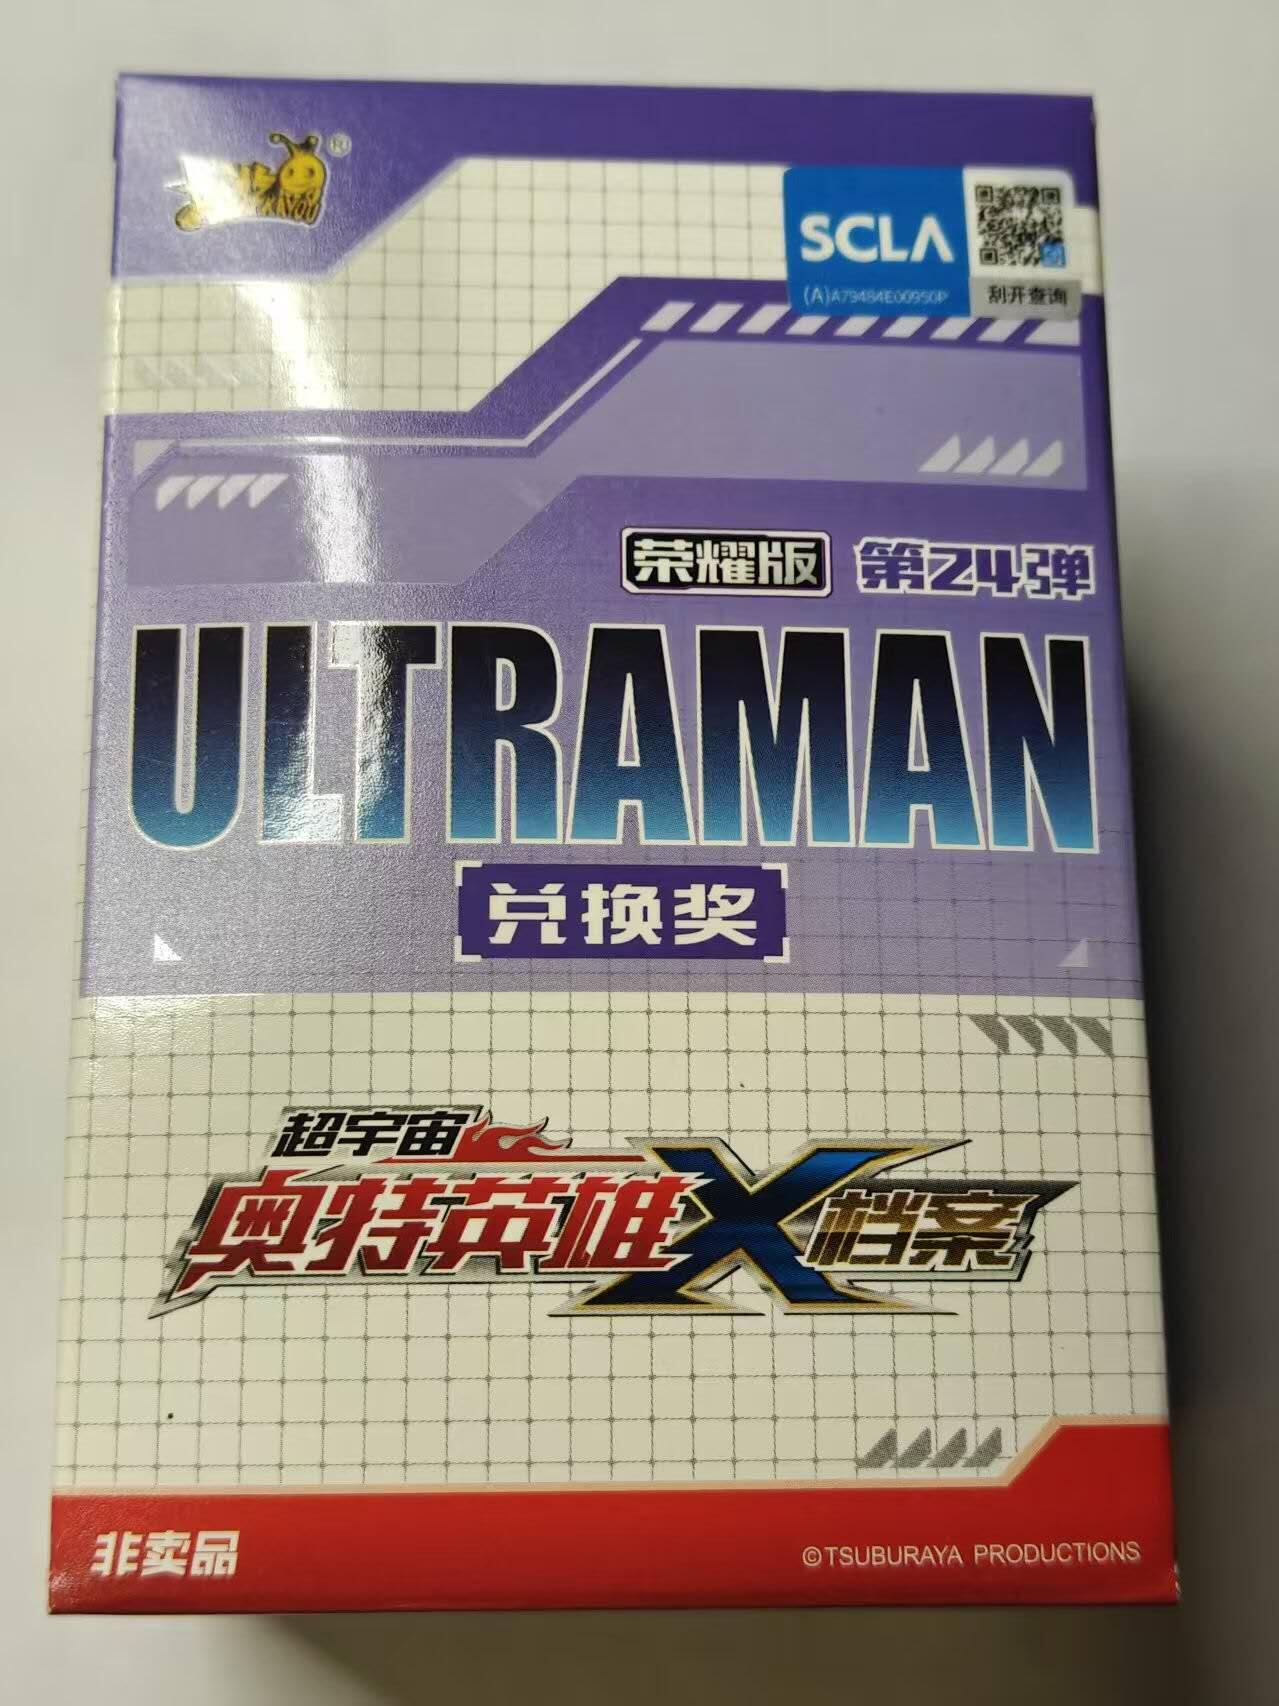 SCLA
(A)A79484E00950P
刮开查询
荣耀版 第24弹
ULTRAMAN
兑换奖
超宇宙
奥特英雄X档案
非卖品
©TSUBURAYA PRODUCTIONS